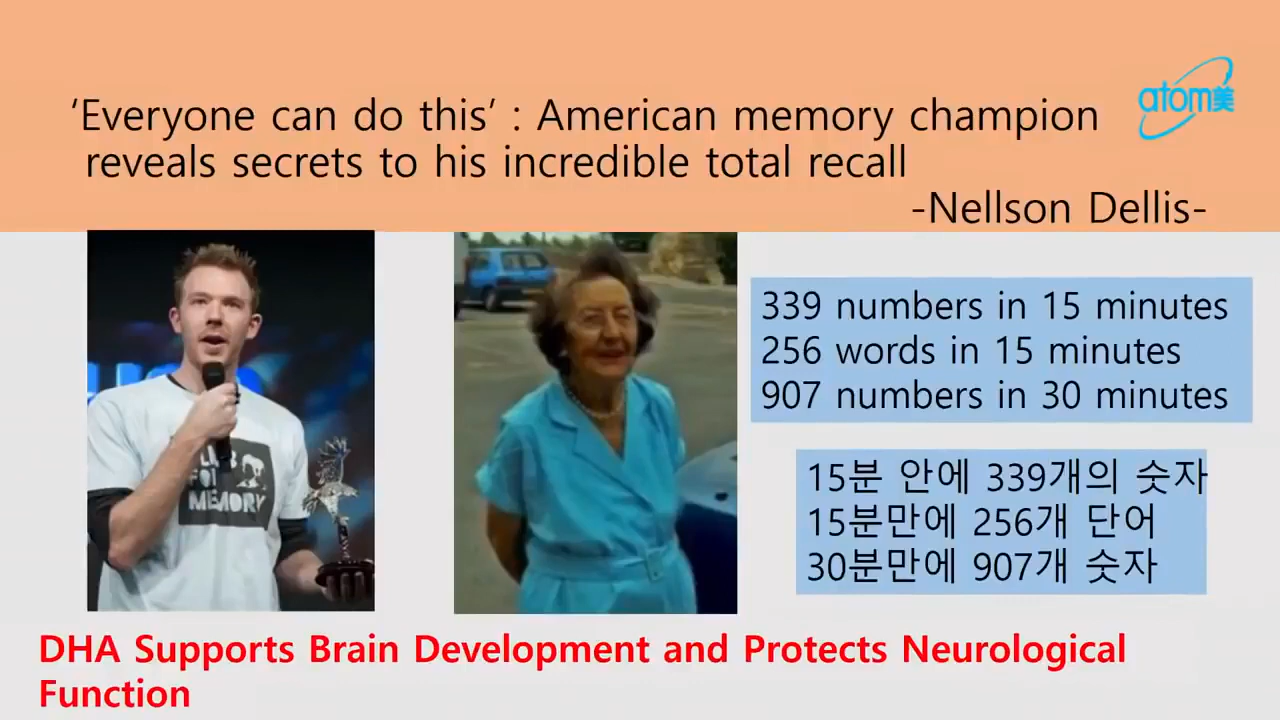 ‘Everyone can do this’ : American memory champion
reveals secrets to his incredible total recall
-Nellson Dellis-
atom美
339 numbers in 15 minutes
256 words in 15 minutes
907 numbers in 30 minutes
15분 안에 339개의 숫자
15분만에 256개 단어
30분만에 907개 숫자
MEMORY
DHA Supports Brain Development and Protects Neurological
Function